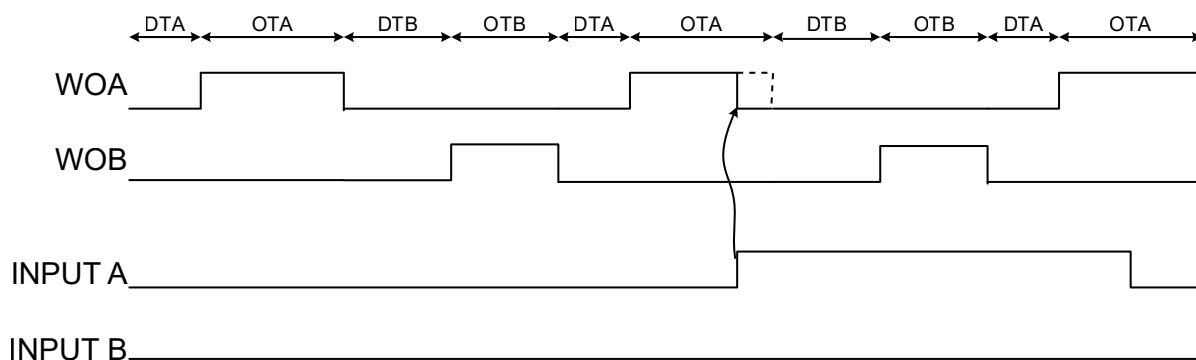 DTA OTA DTB OTB DTA OTA DTB OTB DTA OTA
WOA
WOB
INPUT A
INPUT B